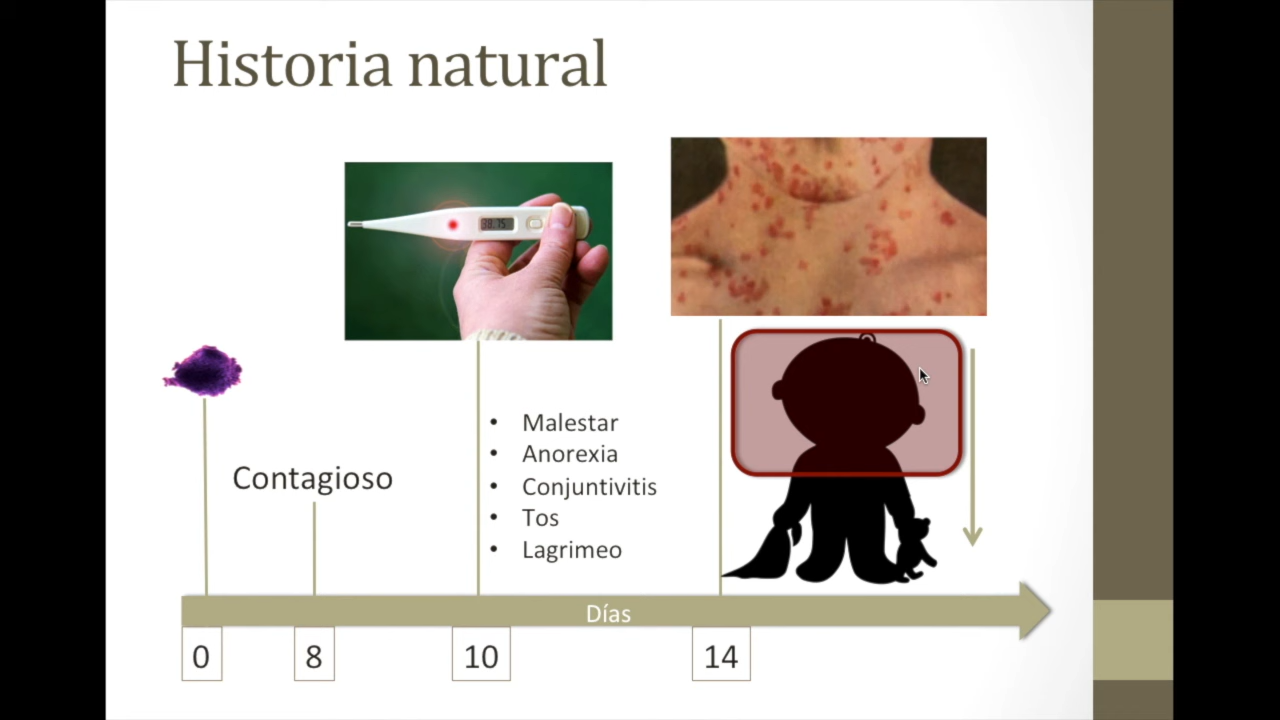 Historia natural
Contagioso
• Malestar
• Anorexia
• Conjuntivitis
• Tos
• Lagrimeo
Días
0
8
10
14